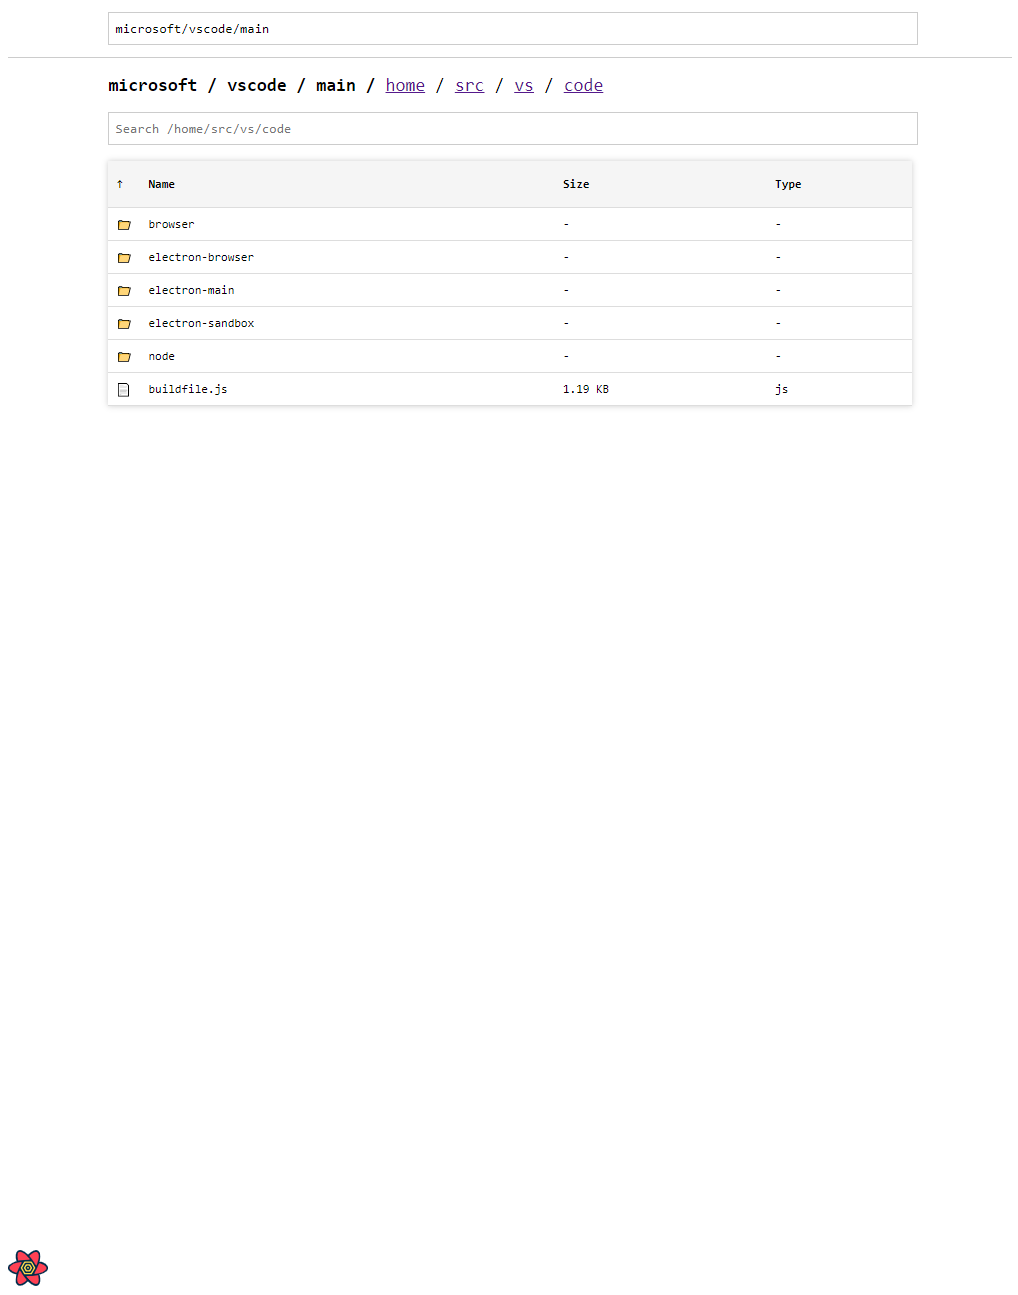 microsoft/vscode/main
microsoft / vscode / main / home / src / vs / code
Search /home/src/vs/code
↑ Name Size Type
browser - -
electron-browser - -
electron-main - -
electron-sandbox - -
node - -
buildfile.js 1.19 KB js